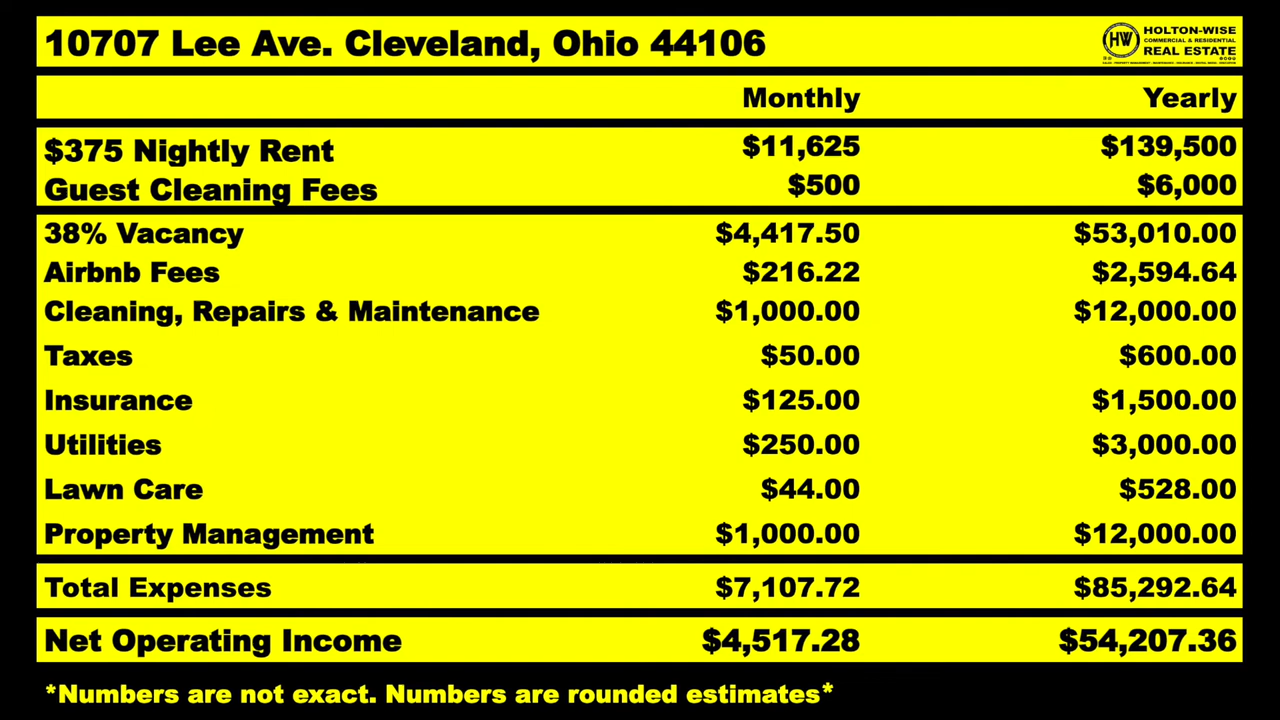 10707 Lee Ave. Cleveland, Ohio 44106
HW
HOLTON-WISE
COMMERCIAL & RESIDENTIAL
REAL ESTATE
Monthly Yearly
$375 Nightly Rent $11,625 $139,500
Guest Cleaning Fees $500 $6,000
38% Vacancy $4,417.50 $53,010.00
Airbnb Fees $216.22 $2,594.64
Cleaning, Repairs & Maintenance $1,000.00 $12,000.00
Taxes $50.00 $600.00
Insurance $125.00 $1,500.00
Utilities $250.00 $3,000.00
Lawn Care $44.00 $528.00
Property Management $1,000.00 $12,000.00
Total Expenses $7,107.72 $85,292.64
Net Operating Income $4,517.28 $54,207.36
*Numbers are not exact. Numbers are rounded estimates*